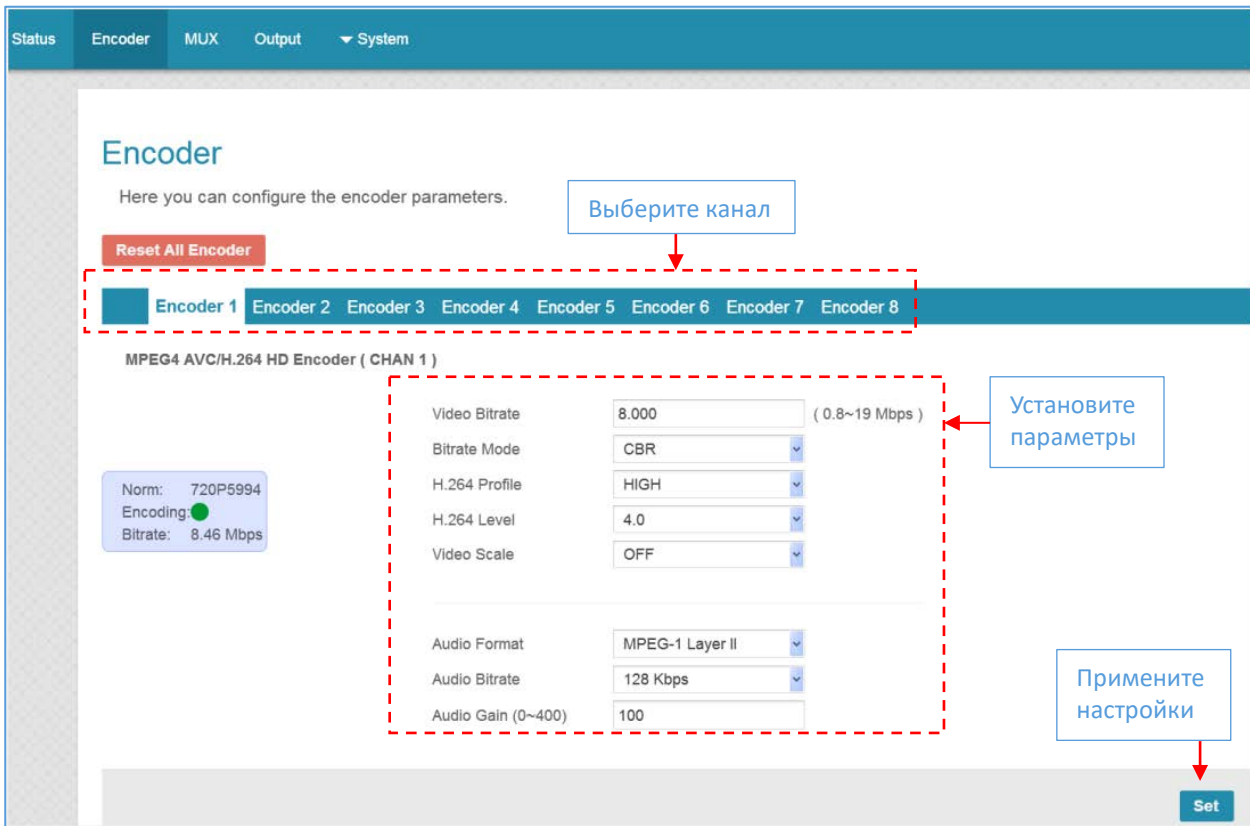 Status Encoder MUX Output System
Encoder
Here you can configure the encoder parameters.
Выберите канал
Reset All Encoder
Encoder 1 Encoder 2 Encoder 3 Encoder 4 Encoder 5 Encoder 6 Encoder 7 Encoder 8
MPEG4 AVC/H.264 HD Encoder ( CHAN 1 )
Norm: 720P5994
Encoding:
Bitrate: 8.46 Mbps
Video Bitrate 8.000 ( 0.8~19 Mbps )
Bitrate Mode CBR
H.264 Profile HIGH
H.264 Level 4.0
Video Scale OFF
Audio Format MPEG-1 Layer II
Audio Bitrate 128 Kbps
Audio Gain (0~400) 100
Установите
параметры
Примените
настройки
Set